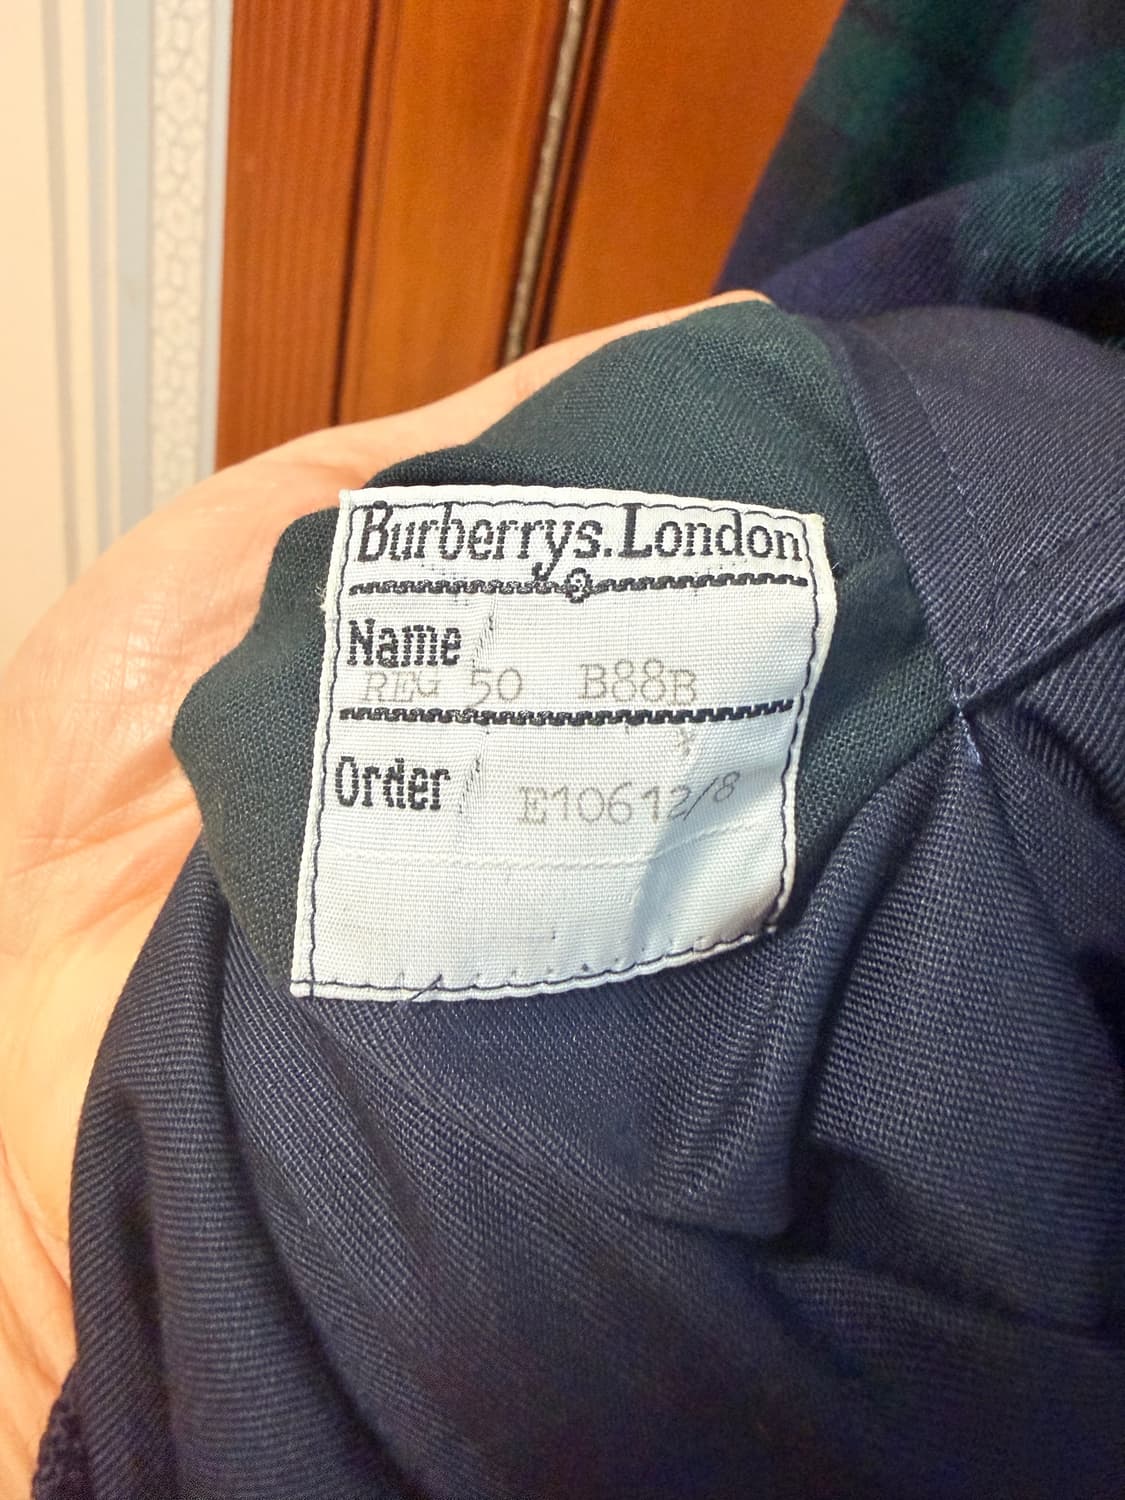 Burberrys.London
Name
REG 50 B88B
Order
E10612/8